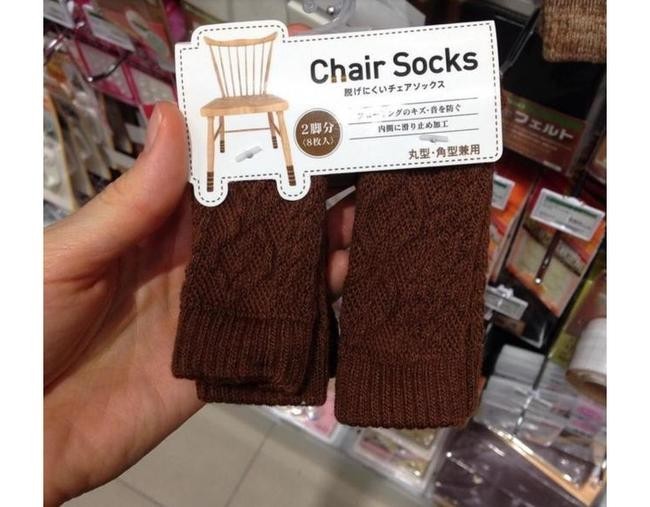 Chair Socks
脱げにくいチェアソックス
2脚分
〈8枚入〉
フローリングのキズ・音を防ぐ
内側に滑り止め加工
丸型・角型兼用
フェルト